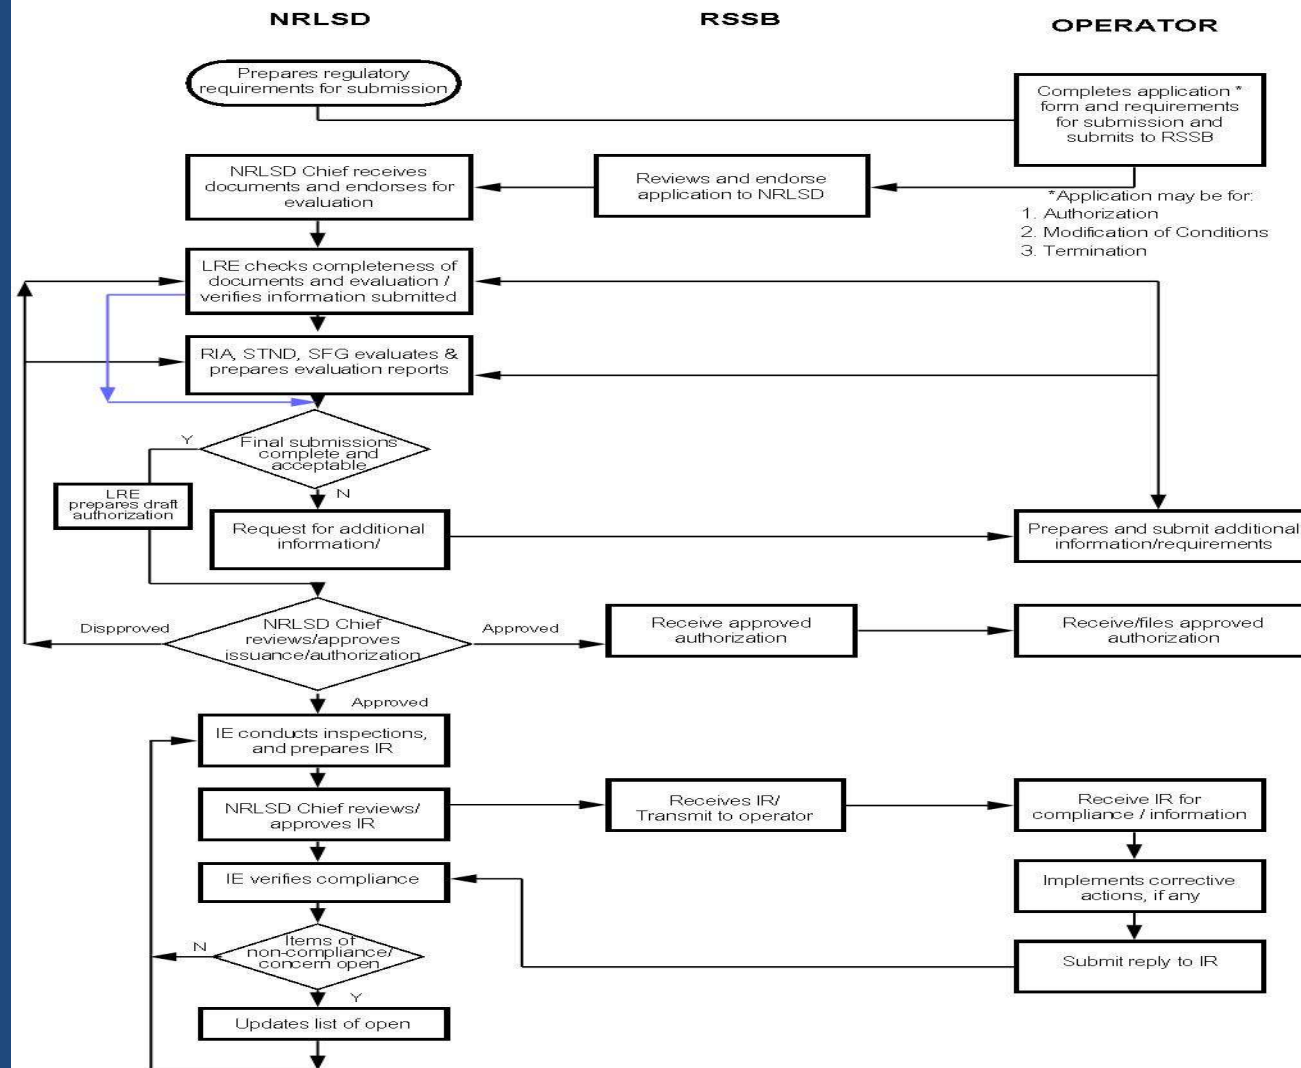 NRLSD
RSSB
OPERATOR
Prepares regulatory
requirements for submission
Completes application *
form and requirements
for submission and
submits to RSSB
NRLSD Chief receives
documents and endorses for
evaluation
Reviews and endorse
application to NRLSD
*Application may be for:
1. Authorization
2. Modification of Conditions
3. Termination
LRE checks completeness of
documents and evaluation /
verifies information submitted
RIA, STND, SFG evaluates &
prepares evaluation reports
Y
Final submissions
complete and
acceptable
N
LRE
prepares draft
authorization
Request for additional
information/
Prepares and submit additional
information/requirements
Dispproved
NRLSD Chief
reviews/approves
issuance/authorization
Approved
Receive approved
authorization
Receive/files approved
authorization
Approved
IE conducts inspections,
and prepares IR
NRLSD Chief reviews/
approves IR
Receives IR/
Transmit to operator
Receive IR for
compliance / information
IE verifies compliance
Implements corrective
actions, if any
N
Items of
non-compliance/
concern open
Submit reply to IR
Y
Updates list of open